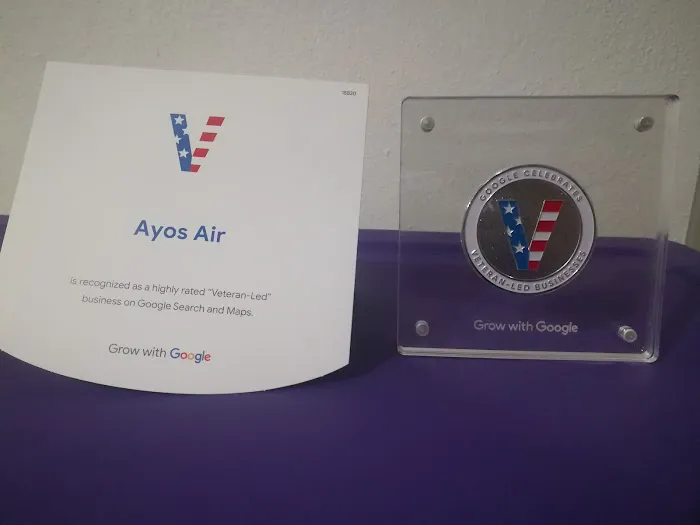 Ayos Air
is recognized as a highly rated "Veteran-Led"
business on Google Search and Maps.
Grow with Google
GOOGLE CELEBRATES
VETERAN-LED BUSINESSES
Grow with Google